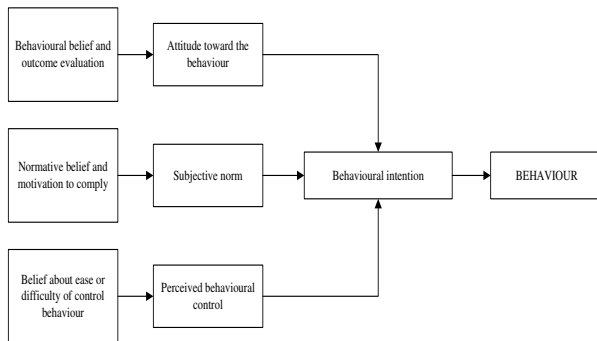 Behavioural belief and
outcome evaluation
Attitude toward the
behaviour
Normative belief and
motivation to comply
Subjective norm
Behavioural intention
BEHAVIOUR
Belief about ease or
difficulty of control
behaviour
Perceived behavioural
control